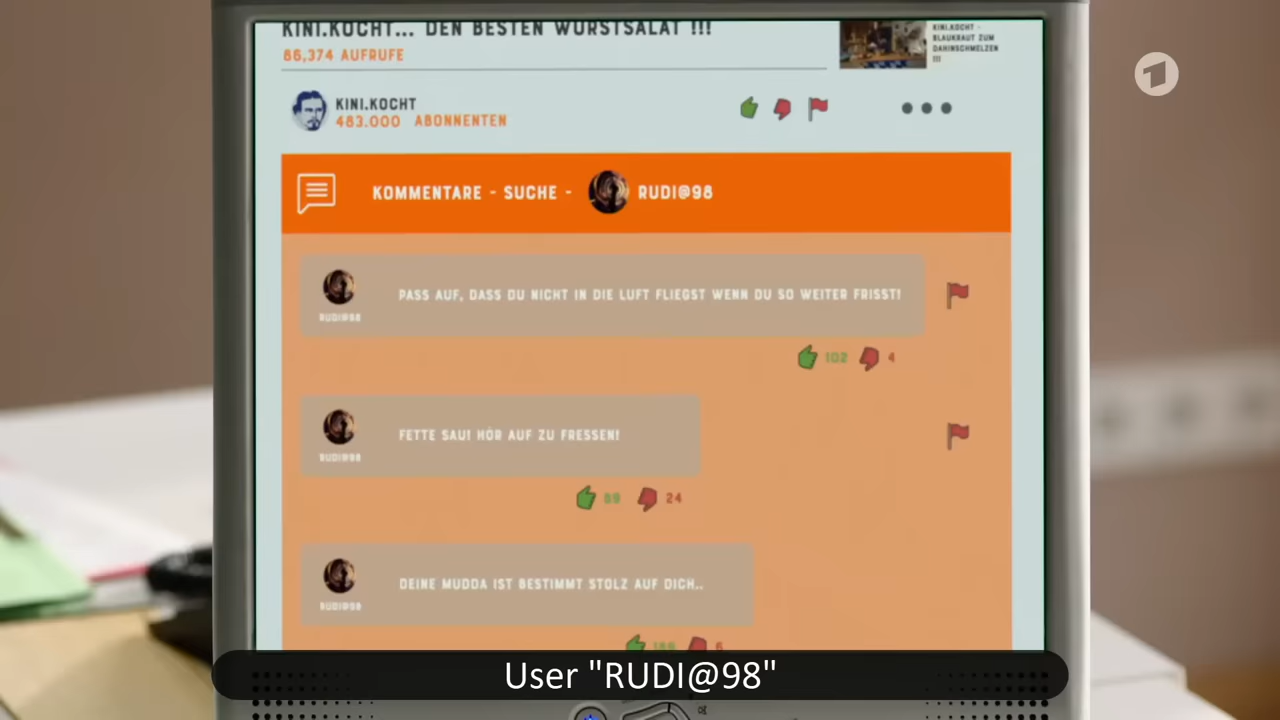 KINI.KOCHT... DEN BESTEN WURSTSALAT !!!
86,374 AUFRUFE
KINI.KOCHT -
BLAUKRAUT ZUM
DAHINSCHMELZEN
!!!
1
KINI.KOCHT
483.000 ABONNENTEN
KOMMENTARE - SUCHE - RUDI@98
PASS AUF, DASS DU NICHT IN DIE LUFT FLIEGST WENN DU SO WEITER FRISST!
RUDI@98
102 4
FETTE SAU! HÖR AUF ZU FRESSEN!
RUDI@98
89 24
DEINE MUDDA IST BESTIMMT STOLZ AUF DICH..
RUDI@98
User "RUDI@98"